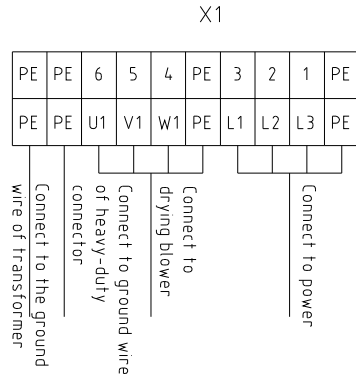 X1
PE PE 6 5 4 PE 3 2 1 PE
PE PE U1 V1 W1 PE L1 L2 L3 PE
Connect to the ground
wire of transformer
Connect to ground wire
of heavy-duty
connector
Connect to
drying blower
Connect to power